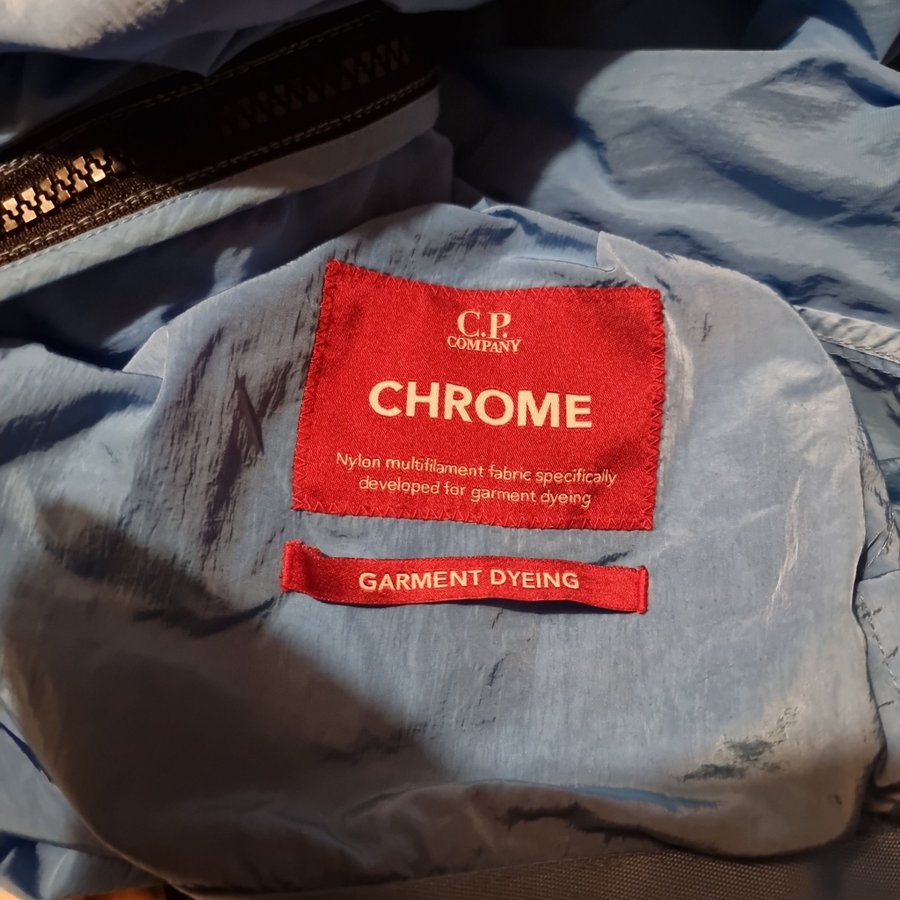 C.P.
COMPANY
CHROME
Nylon multifilament fabric specifically
developed for garment dyeing
GARMENT DYEING